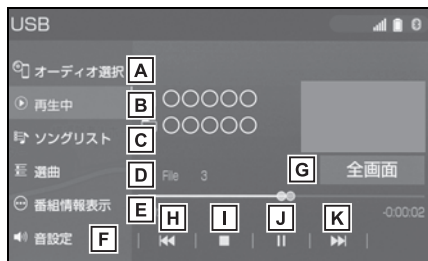 USB
オーディオ選択 A
再生中 B ○○○○○
○○○○○
ソングリスト C
選曲 D File 3 G 全画面
番組情報表示 E -0:00:02
音設定 F H I J K